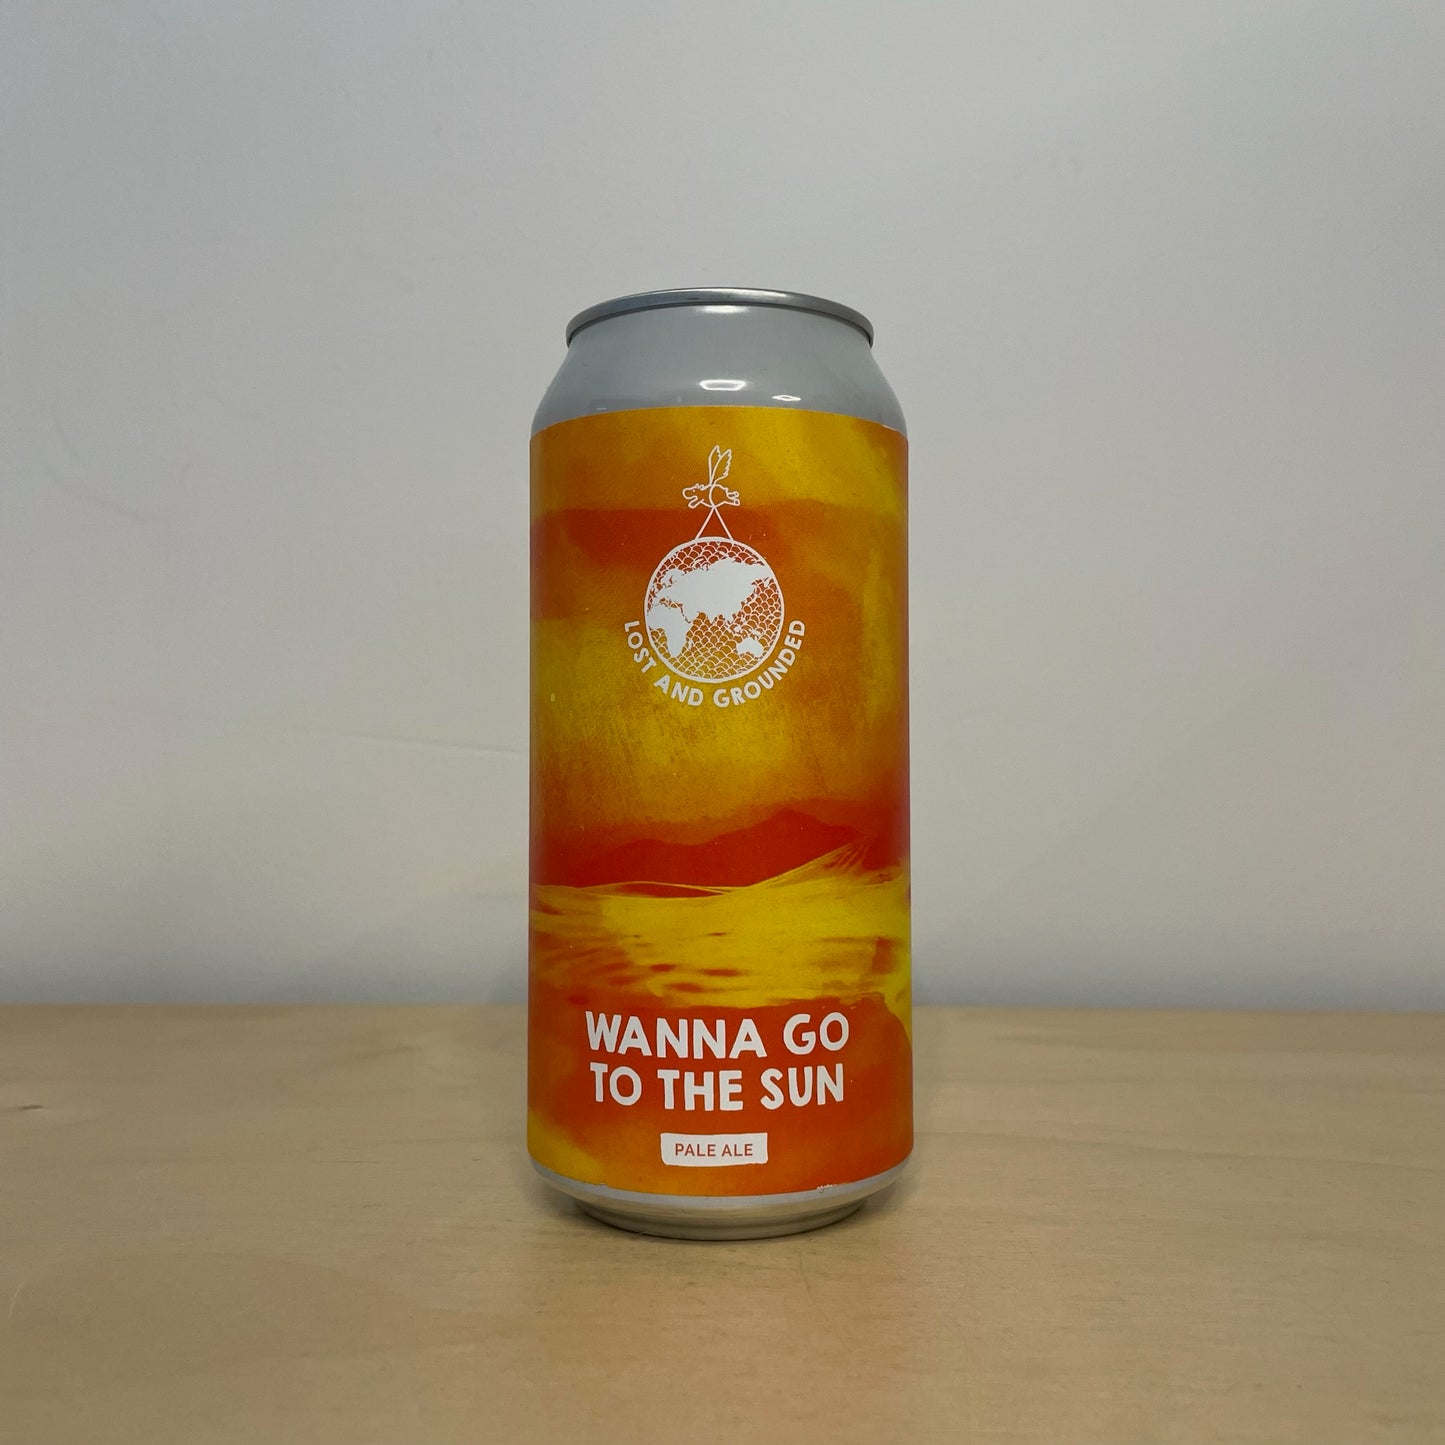 LOST AND GROUNDED
WANNA GO
TO THE SUN
PALE ALE